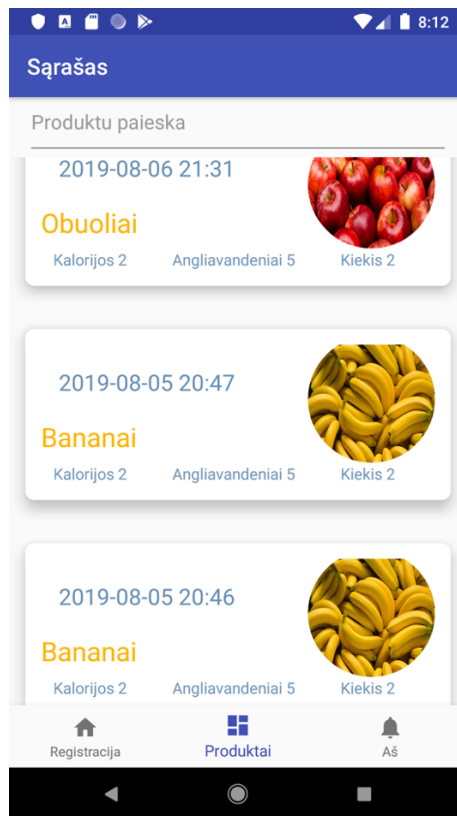 8:12
Sąrašas
Produktu paieska
2019-08-06 21:31
Obuoliai
Kalorijos 2 Angliavandeniai 5 Kiekis 2
2019-08-05 20:47
Bananai
Kalorijos 2 Angliavandeniai 5 Kiekis 2
2019-08-05 20:46
Bananai
Kalorijos 2 Angliavandeniai 5 Kiekis 2
Registracija Produktai Aš